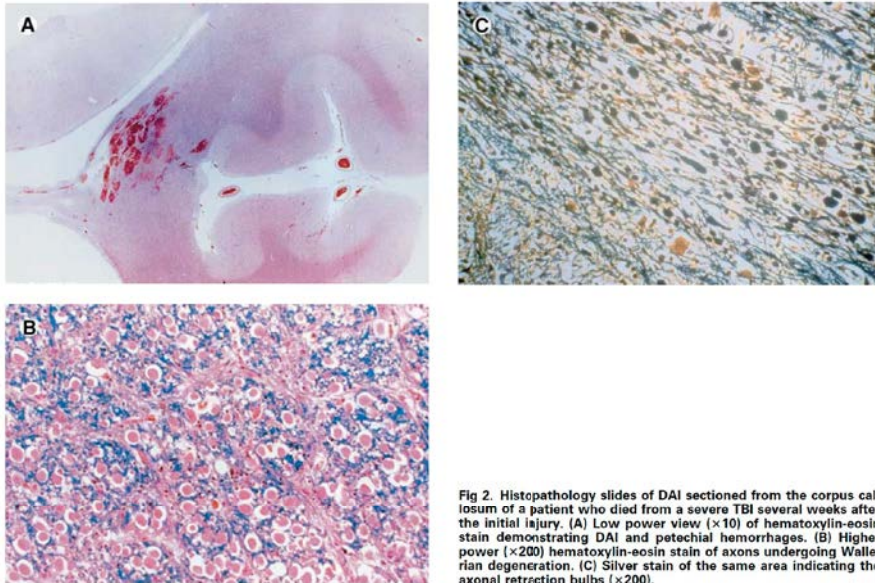 A
C
B
Fig 2. Histopathology slides of DAI sectioned from the corpus cal
losum of a patient who died from a severe TBI several weeks afte
the initial injury. (A) Low power view (×10) of hematoxylin-eosin
stain demonstrating DAI and petechial hemorrhages. (B) Highe
power (×200) hematoxylin-eosin stain of axons undergoing Walle
rian degeneration. (C) Silver stain of the same area indicating the
axonal retraction bulbs (×200).